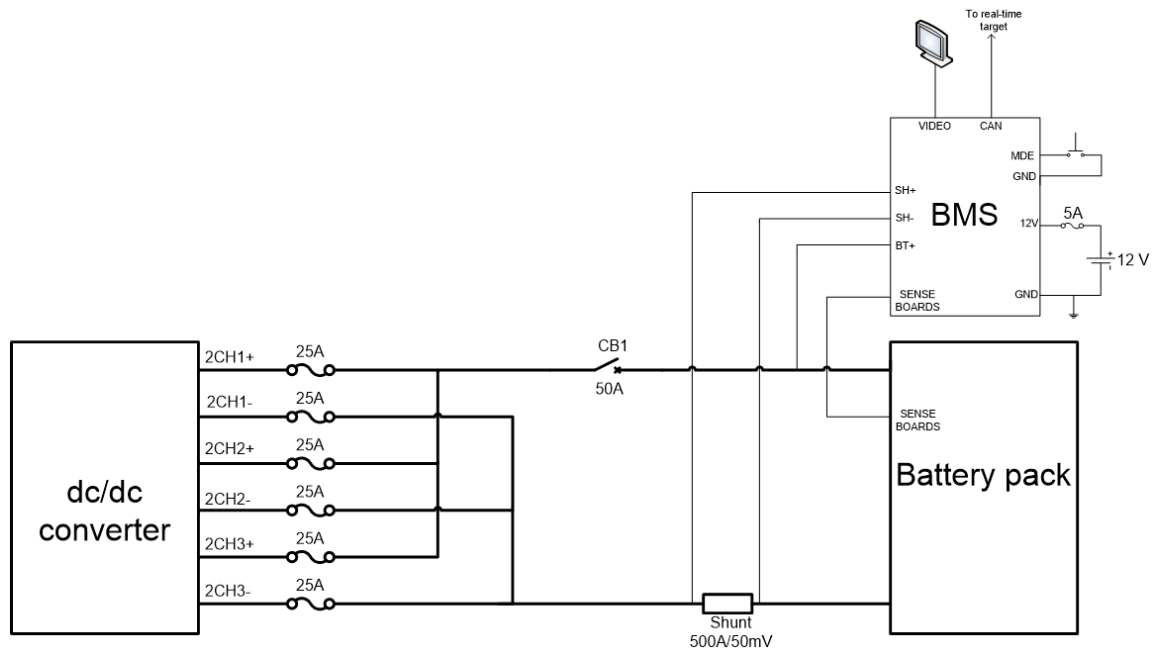 To real-time
target
VIDEO
CAN
MDE
GND
SH+
SH-
BT+
BMS
12V
5A
+
-
12 V
SENSE
BOARDS
GND
2CH1+
25A
CB1
50A
2CH1-
25A
2CH2+
25A
2CH2-
25A
2CH3+
25A
2CH3-
25A
dc/dc
converter
SENSE
BOARDS
Battery pack
Shunt
500A/50mV